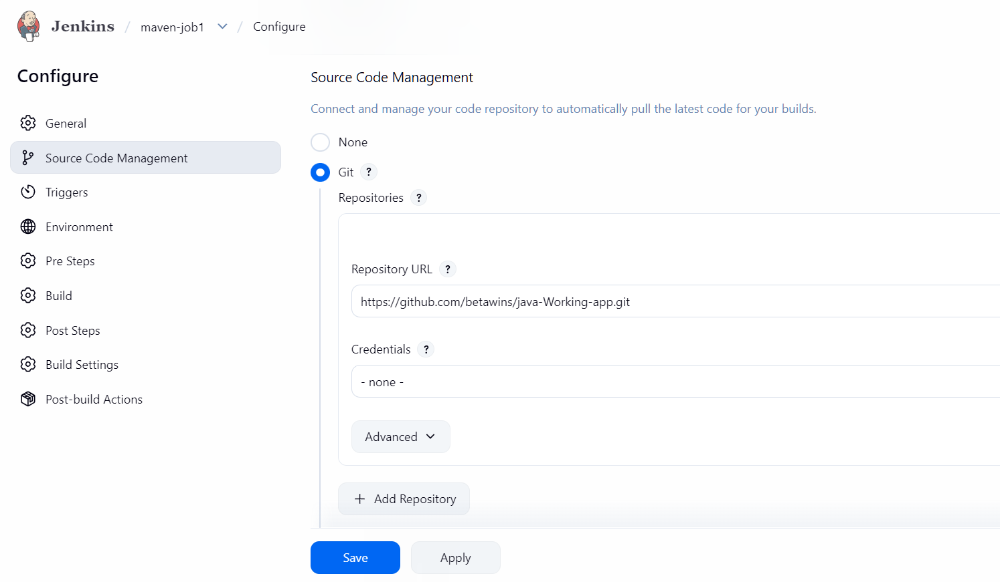 Jenkins / maven-job1 / Configure
Configure
General
Source Code Management
Triggers
Environment
Pre Steps
Build
Post Steps
Build Settings
Post-build Actions
Source Code Management
Connect and manage your code repository to automatically pull the latest code for your builds.
None
Git ?
Repositories ?
Repository URL ?
https://github.com/betawins/java-Working-app.git
Credentials ?
- none -
Advanced
+ Add Repository
Save Apply